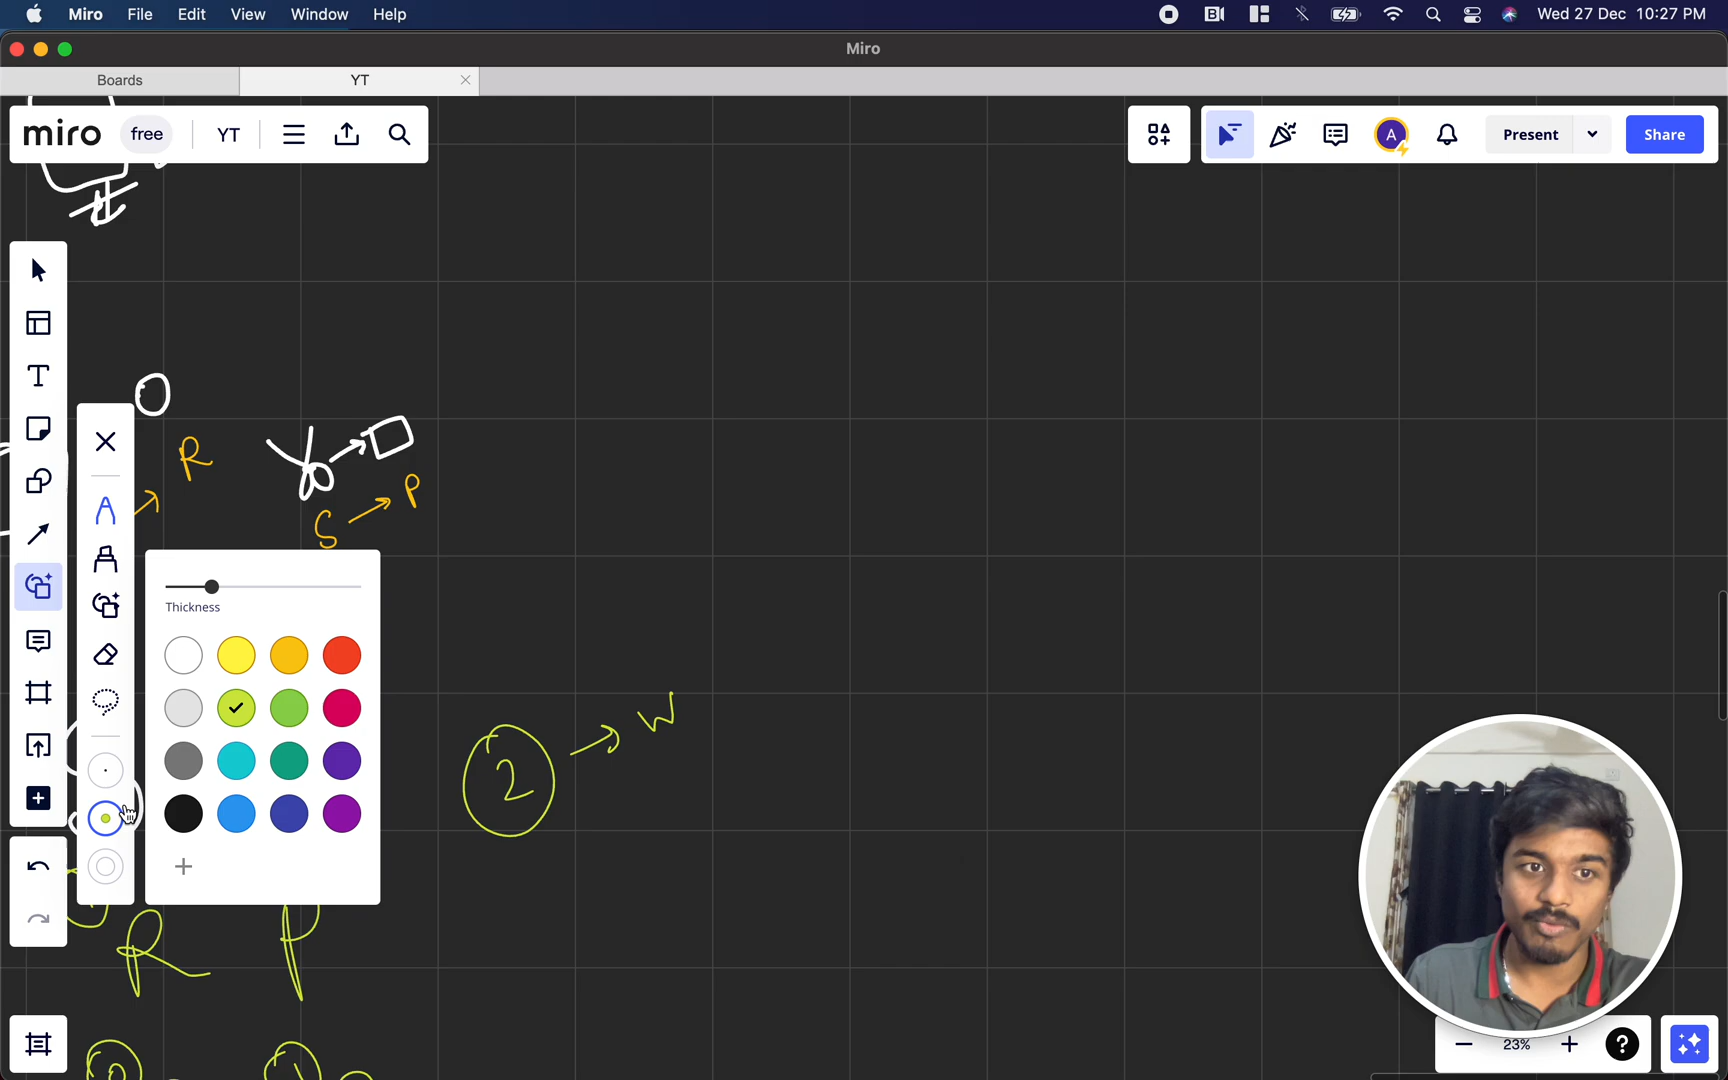 Miro File Edit View Window Help
Wed 27 Dec 10:27 PM
Miro
Boards
YT
miro free YT
A
Present
Share
R
S → P
Thickness
2 → W
R P
23%
?